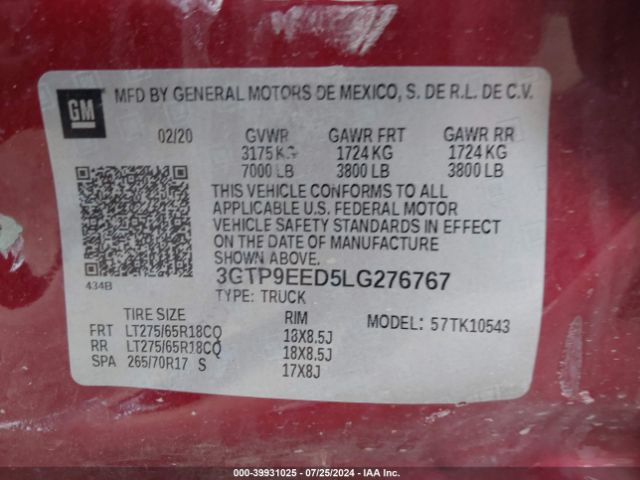 GM
MFD BY GENERAL MOTORS DE MEXICO, S. DE R.L. DE C.V.
02/20 GVWR GAWR FRT GAWR RR
3175 KG 1724 KG 1724 KG
7000 LB 3800 LB 3800 LB
THIS VEHICLE CONFORMS TO ALL
APPLICABLE U.S. FEDERAL MOTOR
VEHICLE SAFETY STANDARDS IN EFFECT
ON THE DATE OF MANUFACTURE
SHOWN ABOVE.
434B
3GTP9EED5LG276767
TYPE: TRUCK
TIRE SIZE RIM MODEL: 57TK10543
FRT LT275/65R18CQ 18X8.5J
RR LT275/65R18CQ 18X8.5J
SPA 265/70R17 S 17X8J
000-39931025 - 07/25/2024 - IAA Inc.